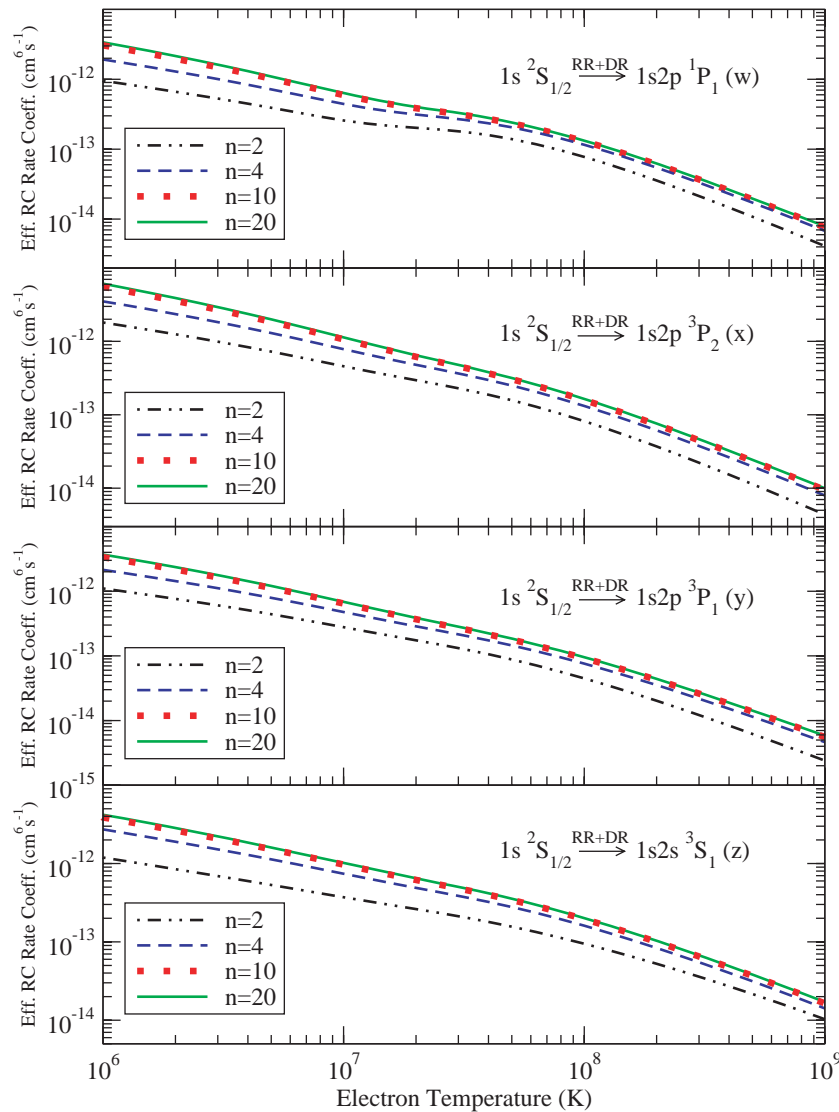 Eff. RC Rate Coeff. (cm⁶s⁻¹)
10⁻¹²
10⁻¹³
10⁻¹⁴
1s ²S₁/₂ RR+DR→ 1s2p ¹P₁ (w)
n=2
n=4
n=10
n=20
Eff. RC Rate Coeff. (cm⁶s⁻¹)
10⁻¹²
10⁻¹³
10⁻¹⁴
1s ²S₁/₂ RR+DR→ 1s2p ³P₂ (x)
n=2
n=4
n=10
n=20
Eff. RC Rate Coeff. (cm⁶s⁻¹)
10⁻¹²
10⁻¹³
10⁻¹⁴
10⁻¹⁵
1s ²S₁/₂ RR+DR→ 1s2p ³P₁ (y)
n=2
n=4
n=10
n=20
Eff. RC Rate Coeff. (cm⁶s⁻¹)
10⁻¹²
10⁻¹³
10⁻¹⁴
1s ²S₁/₂ RR+DR→ 1s2s ³S₁ (z)
n=2
n=4
n=10
n=20
10⁶ 10⁷ 10⁸ 10⁹
Electron Temperature (K)